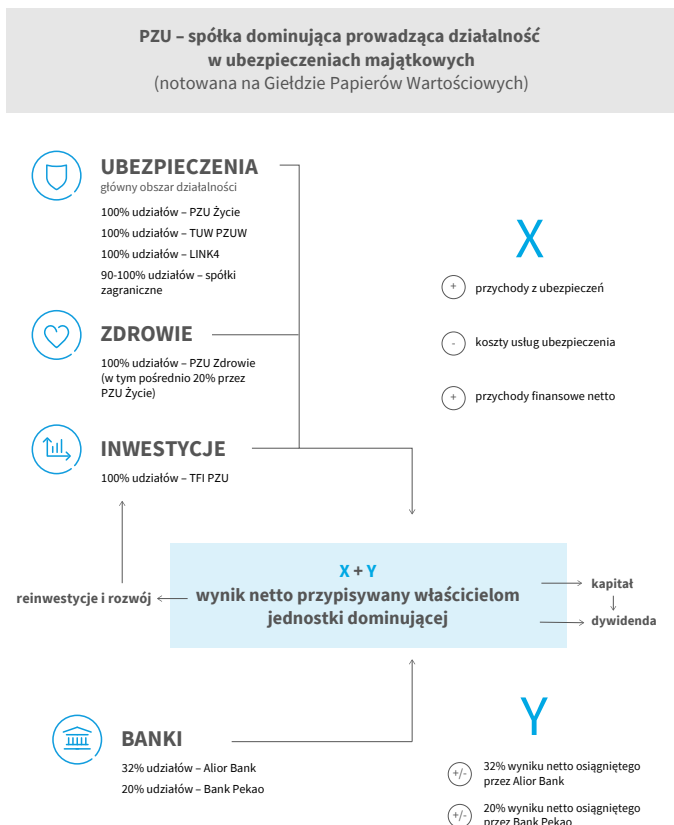 PZU – spółka dominująca prowadząca działalność
w ubezpieczeniach majątkowych
(notowana na Giełdzie Papierów Wartościowych)
UBEZPIECZENIA
główny obszar działalności
100% udziałów – PZU Życie
100% udziałów – TUW PZUW
100% udziałów – LINK4
90-100% udziałów – spółki
zagraniczne
X
+ przychody z ubezpieczeń
- koszty usług ubezpieczenia
+ przychody finansowe netto
ZDROWIE
100% udziałów – PZU Zdrowie
(w tym pośrednio 20% przez
PZU Życie)
INWESTYCJE
100% udziałów – TFI PZU
X + Y
wynik netto przypisywany właścicielom
jednostki dominującej
reinwestycje i rozwój
kapitał
dywidenda
BANKI
32% udziałów – Alior Bank
20% udziałów – Bank Pekao
Y
+/- 32% wyniku netto osiągniętego
przez Alior Bank
+/- 20% wyniku netto osiągniętego
przez Bank Pekao